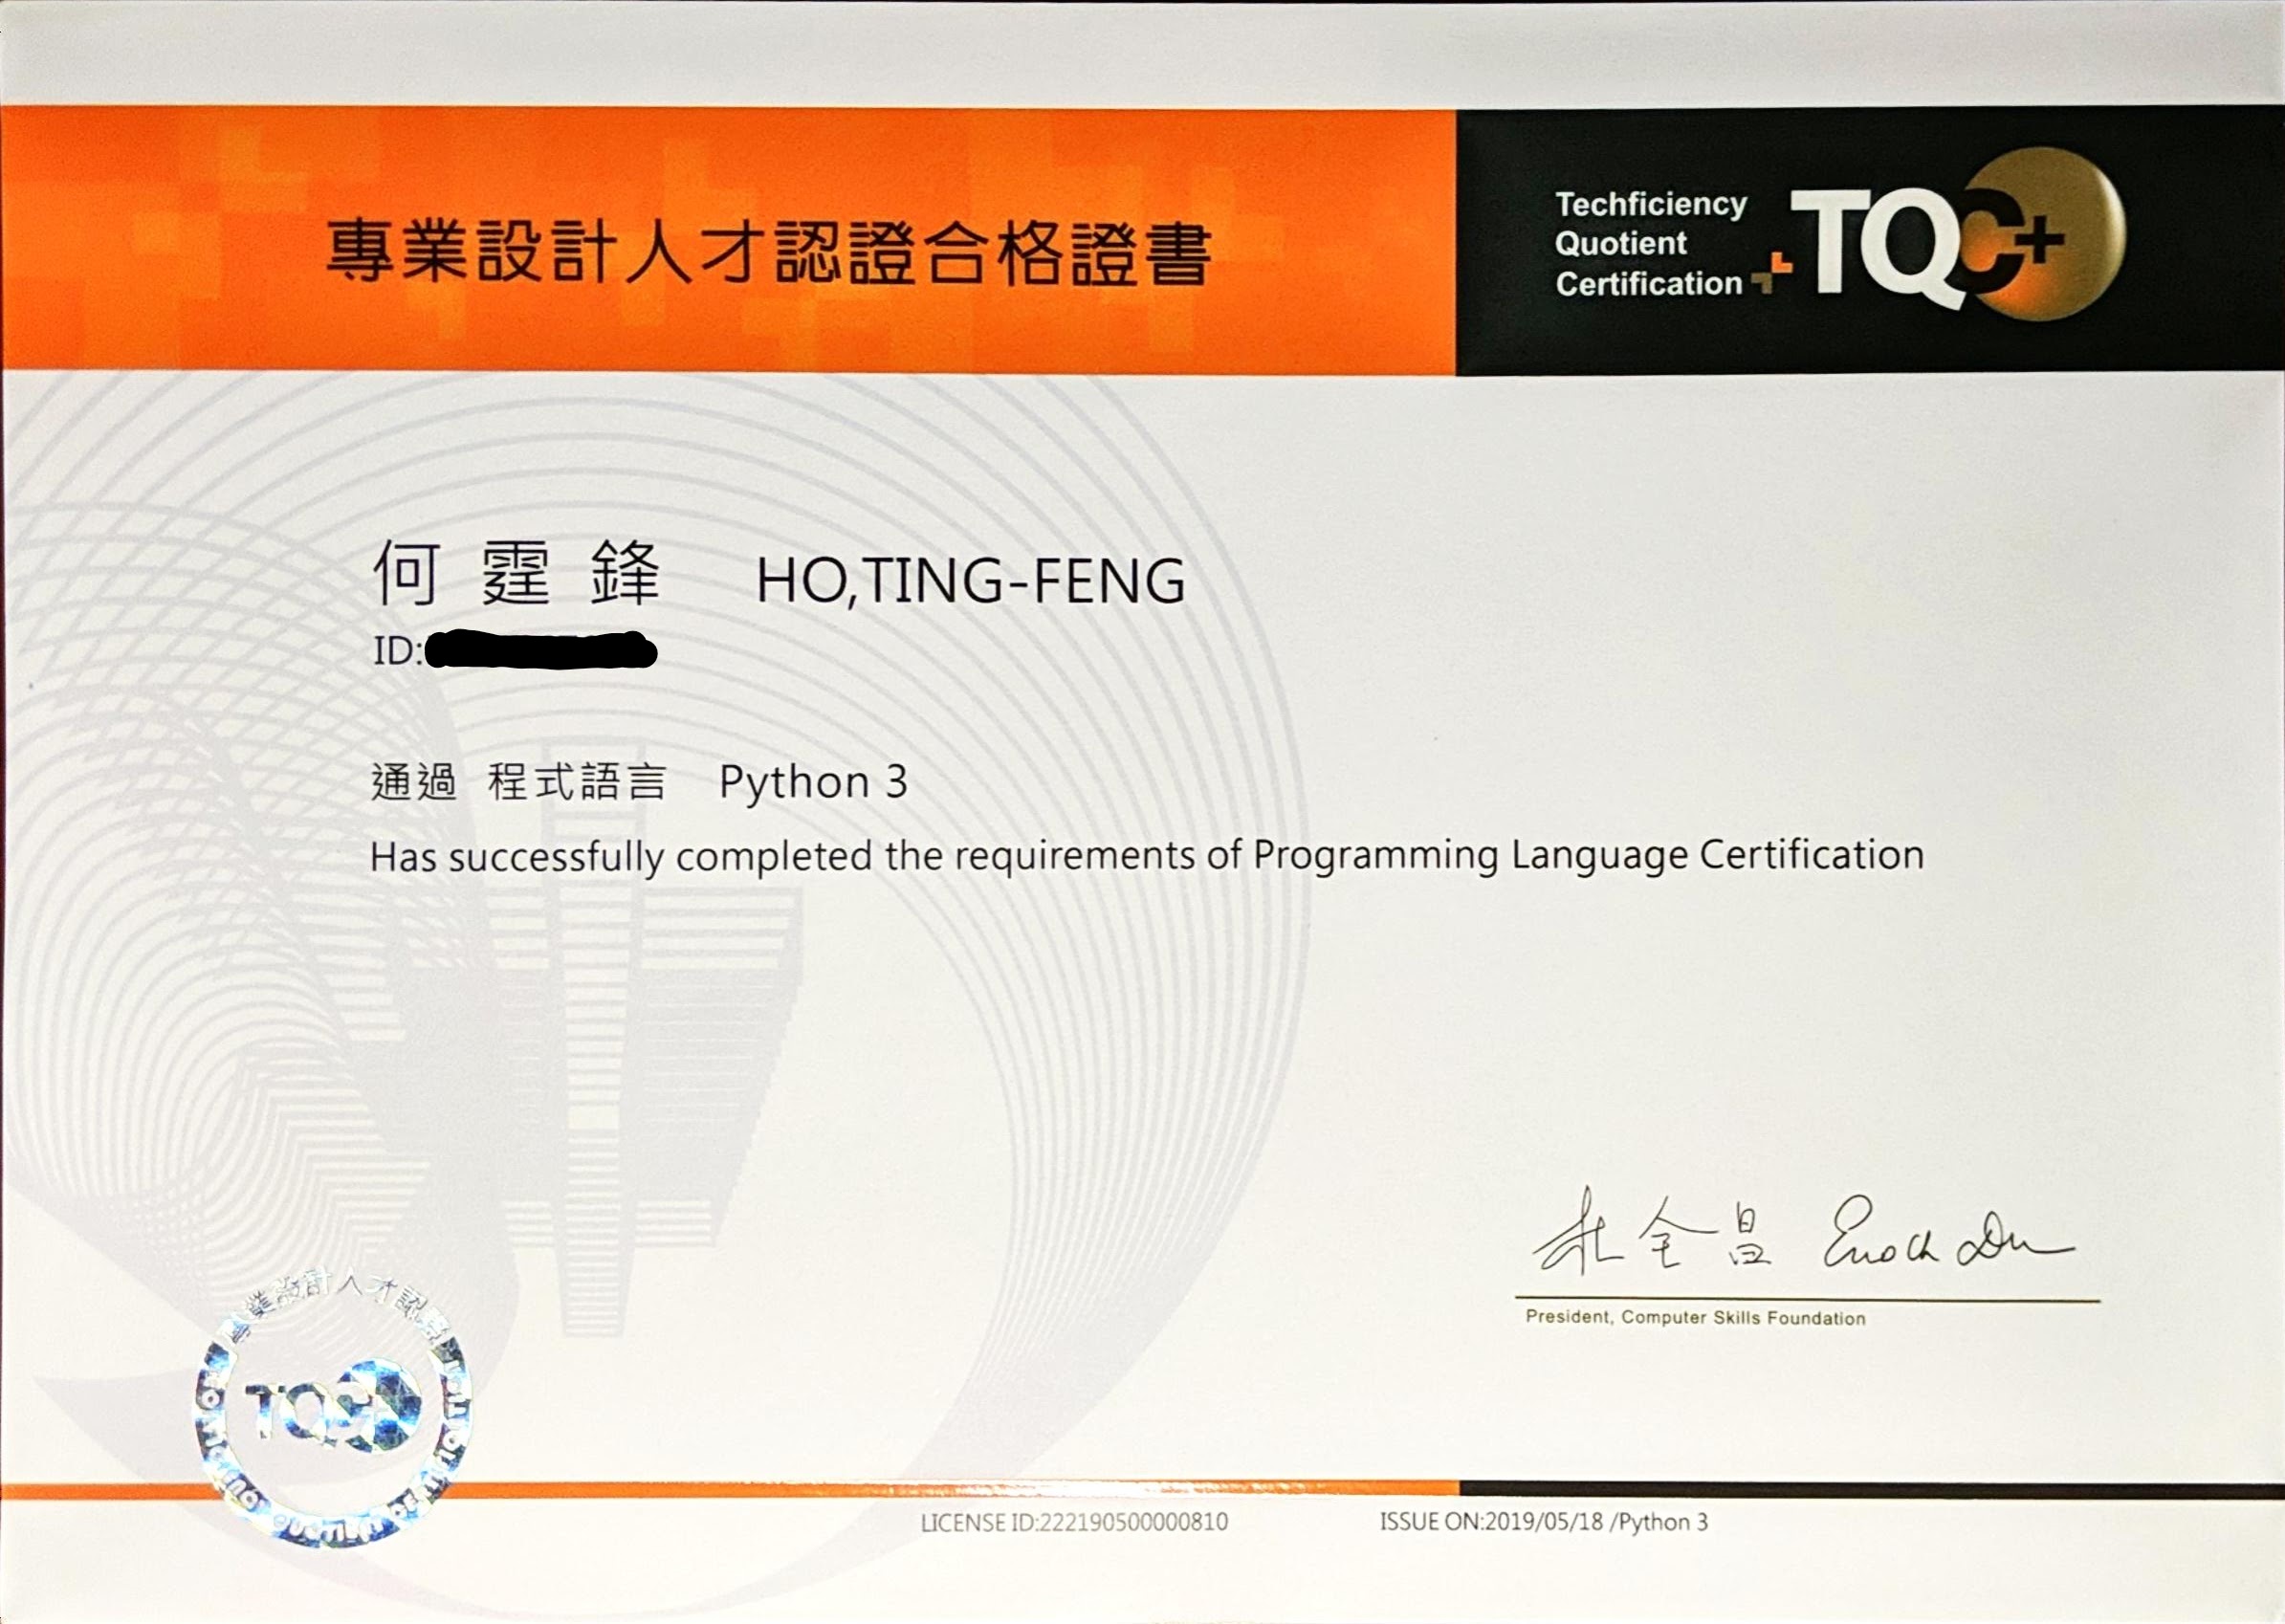 專業設計人才認證合格證書
Techficiency
Quotient
Certification
TQC+
何霆鋒 HO,TING-FENG
ID:
通過 程式語言 Python 3
Has successfully completed the requirements of Programming Language Certification
杜全昌 Enoch Du
President, Computer Skills Foundation
專業設計人才認證
TQC+
LICENSE ID:222190500000810 ISSUE ON:2019/05/18 /Python 3